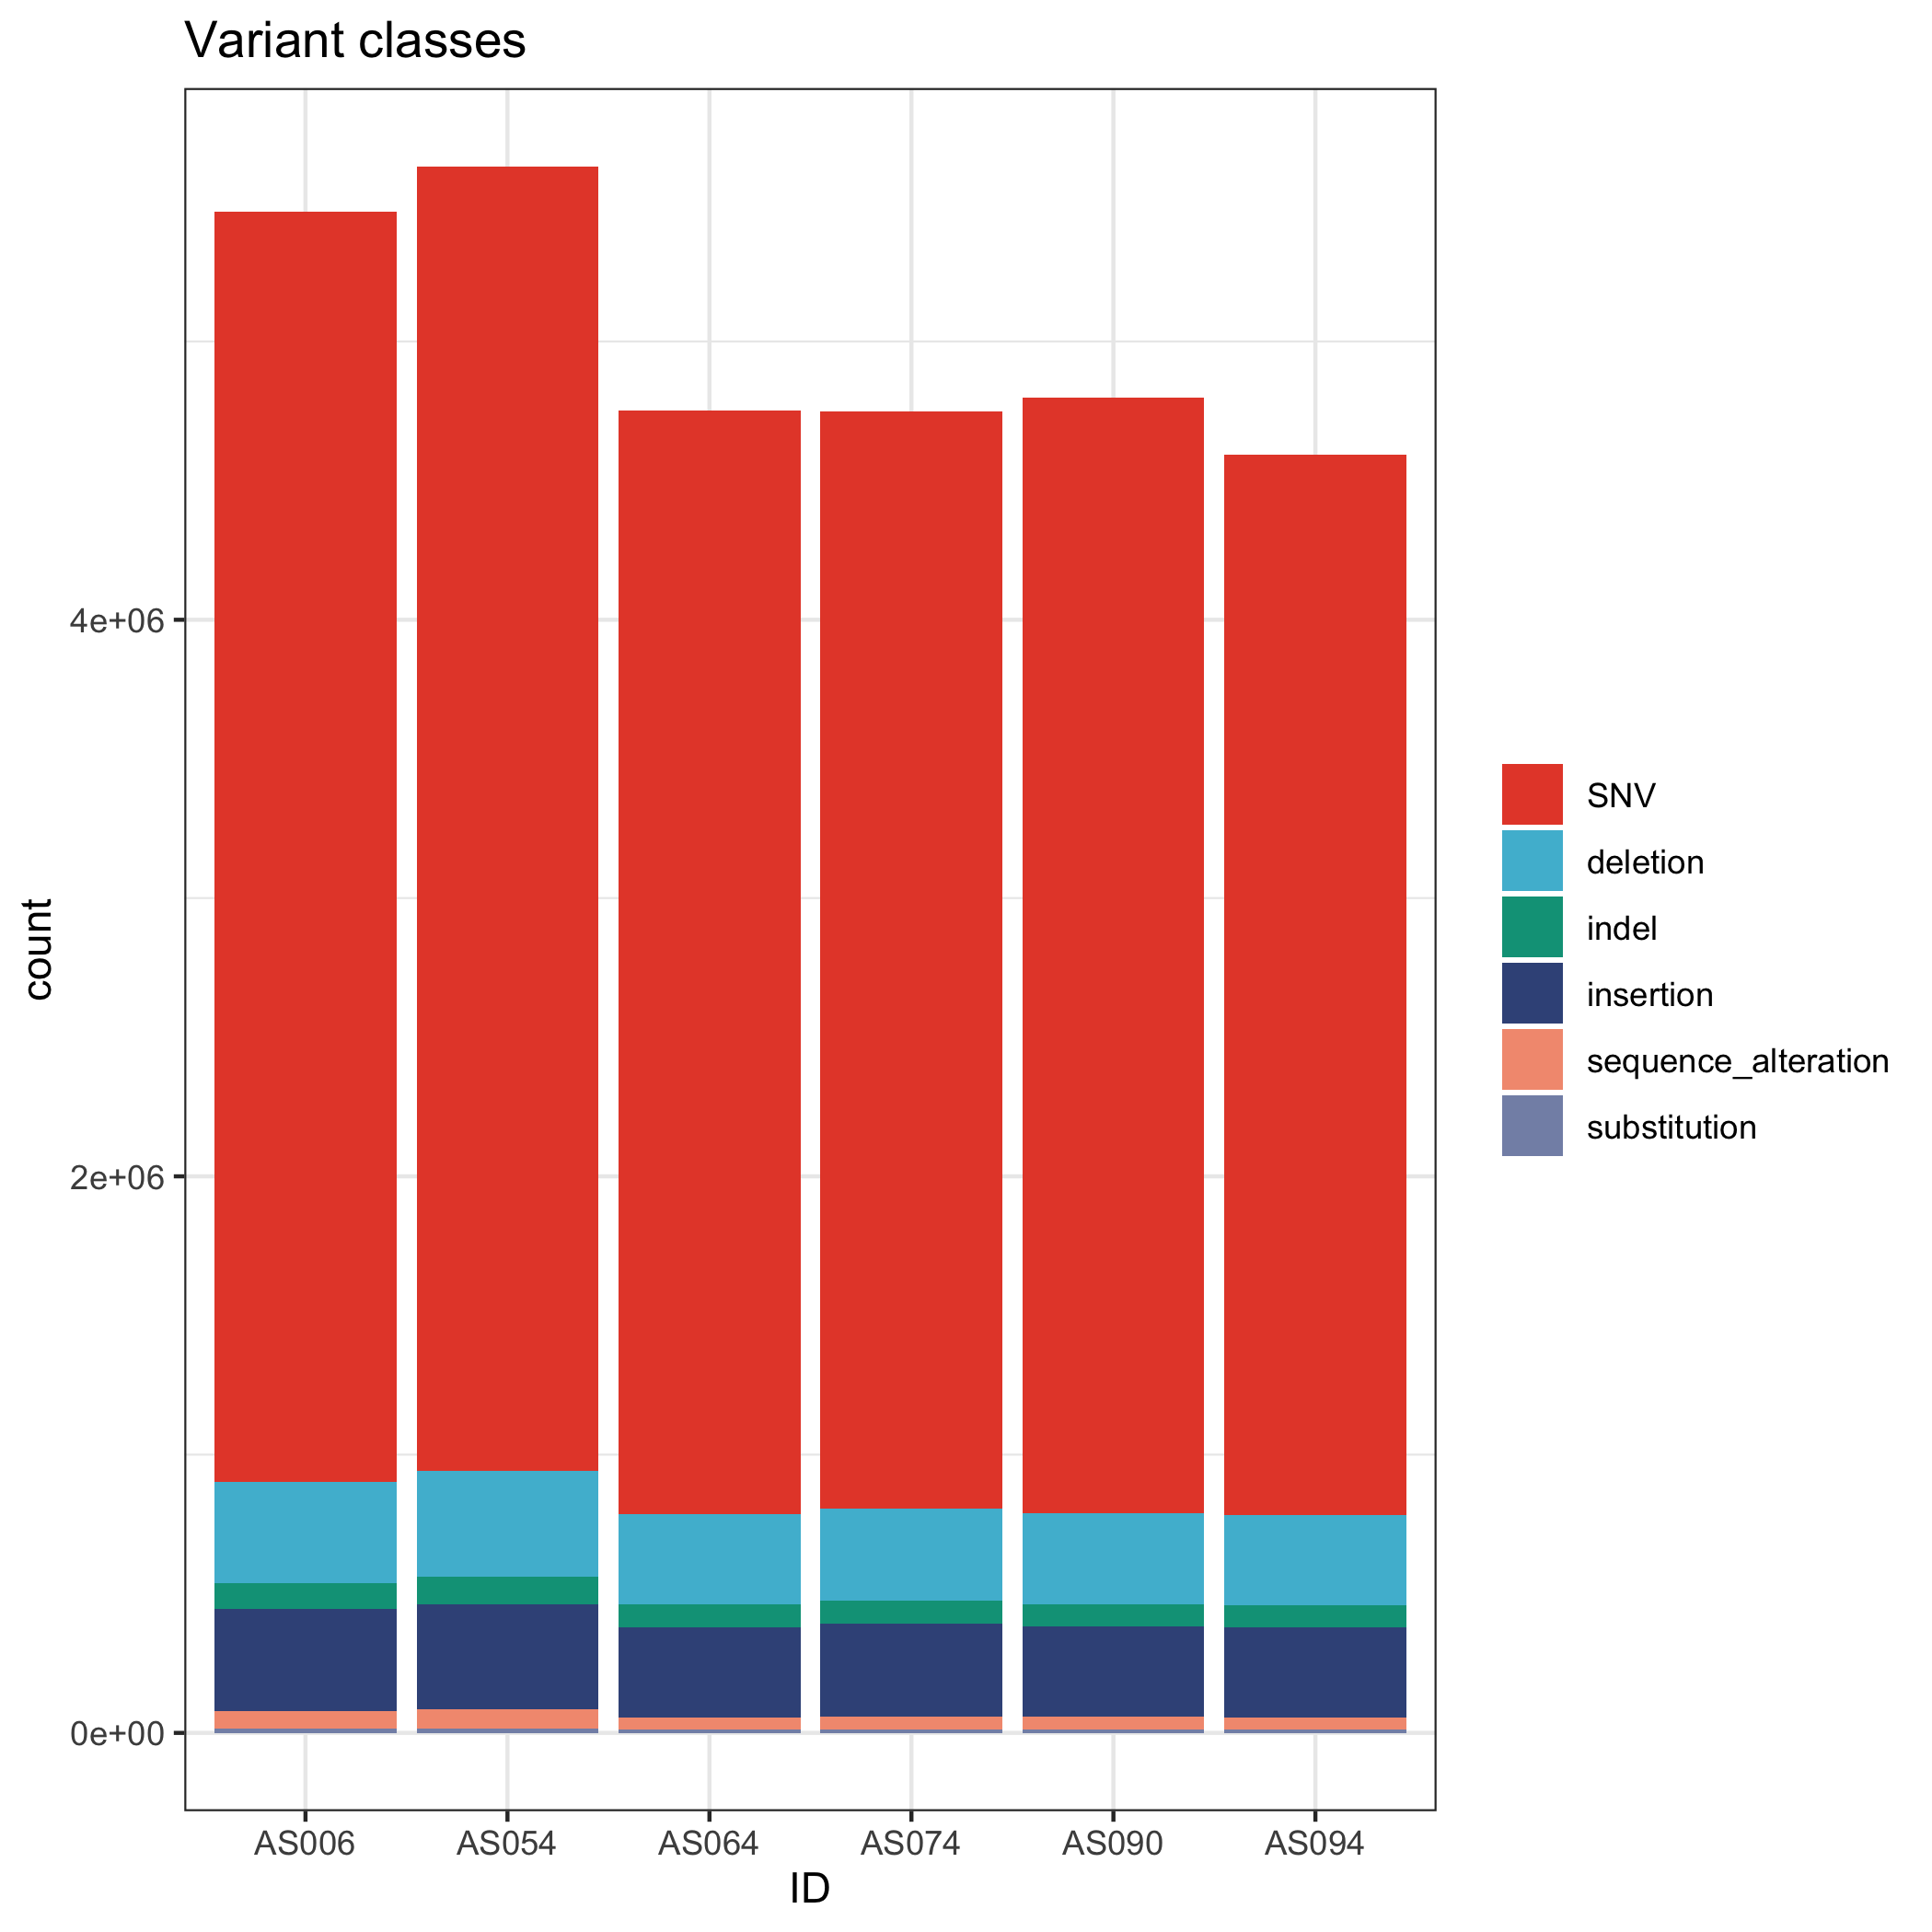 Variant classes
count
4e+06
2e+06
0e+00
AS006 AS054 AS064 AS074 AS090 AS094
ID
SNV
deletion
indel
insertion
sequence_alteration
substitution